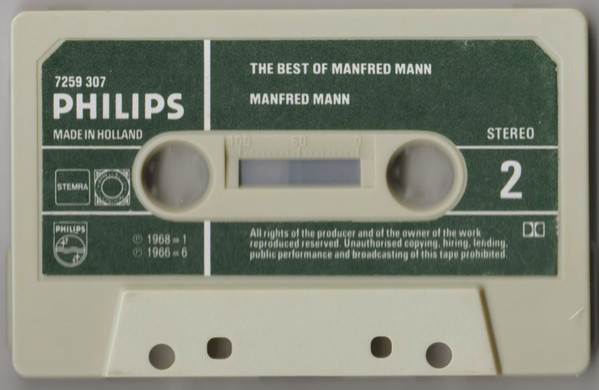 7259 307
PHILIPS
MADE IN HOLLAND
THE BEST OF MANFRED MANN
MANFRED MANN
STEREO
2
100 50 0
STEMRA
PHILIPS
℗ 1968 = 1
℗ 1966 = 6
All rights of the producer and of the owner of the work
reproduced reserved. Unauthorised copying, hiring, lending,
public performance and broadcasting of this tape prohibited.